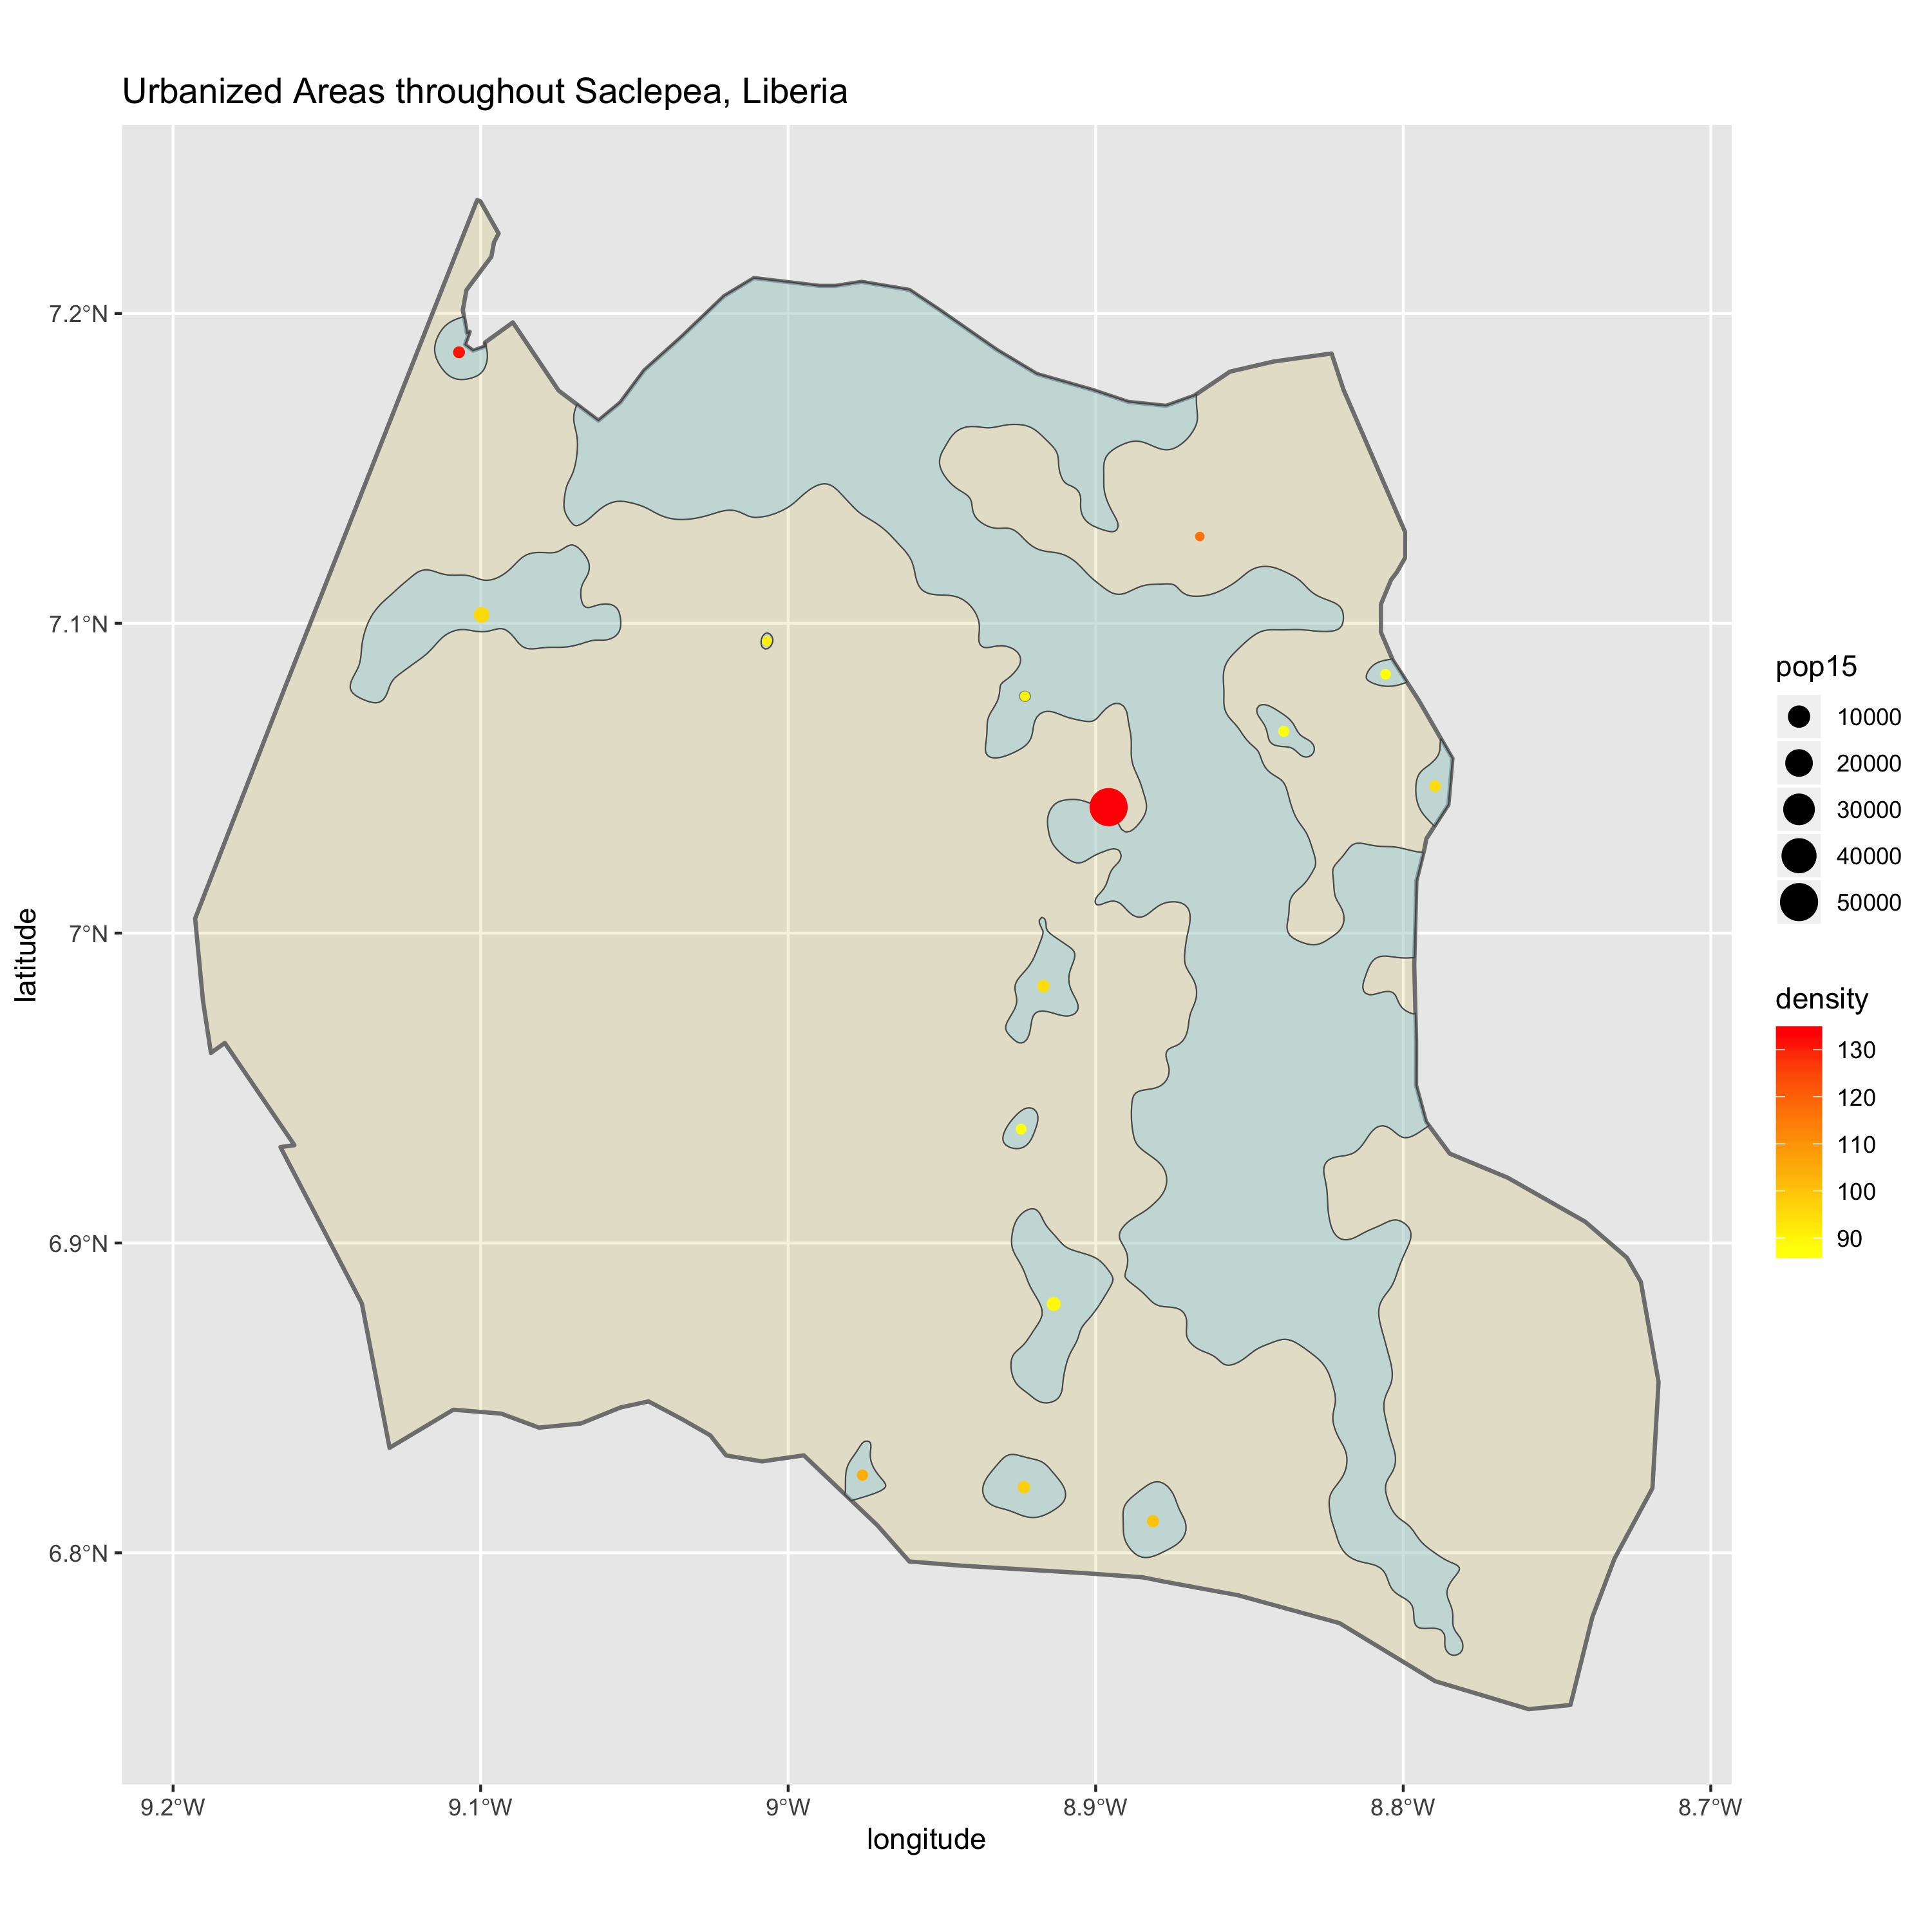 Urbanized Areas throughout Saclepea, Liberia
7.2°N
7.1°N
7°N
6.9°N
6.8°N
latitude
9.2°W
9.1°W
9°W
8.9°W
8.8°W
8.7°W
longitude
pop15
10000
20000
30000
40000
50000
density
130
120
110
100
90